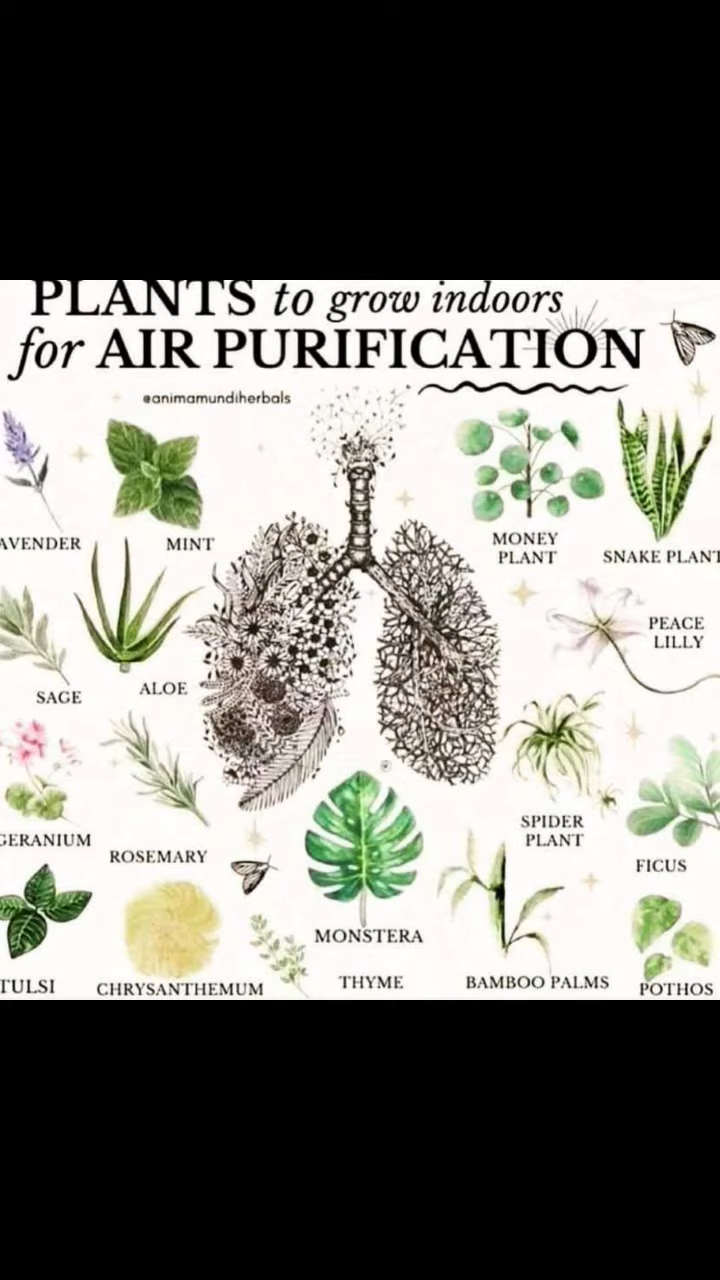 PLANTS to grow indoors
for AIR PURIFICATION
@animamundiherbals
AVENDER
MINT
MONEY
PLANT
SNAKE PLANT
PEACE
LILLY
SAGE
ALOE
SPIDER
PLANT
GERANIUM
ROSEMARY
FICUS
MONSTERA
TULSI
CHRYSANTHEMUM
THYME
BAMBOO PALMS
POTHOS